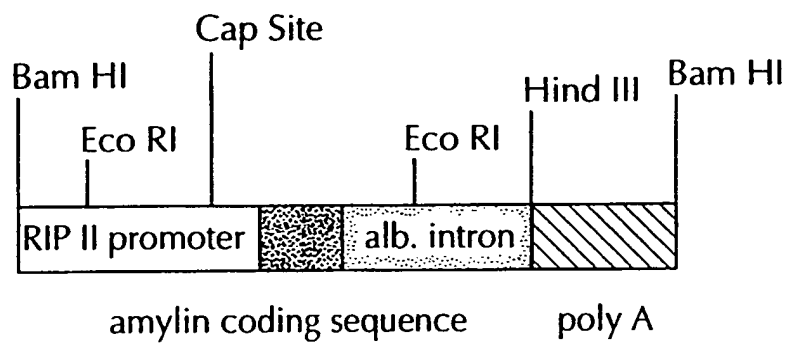 Cap Site
Bam HI
Hind III
Bam HI
Eco RI
Eco RI
RIP II promoter
alb. intron
amylin coding sequence
poly A